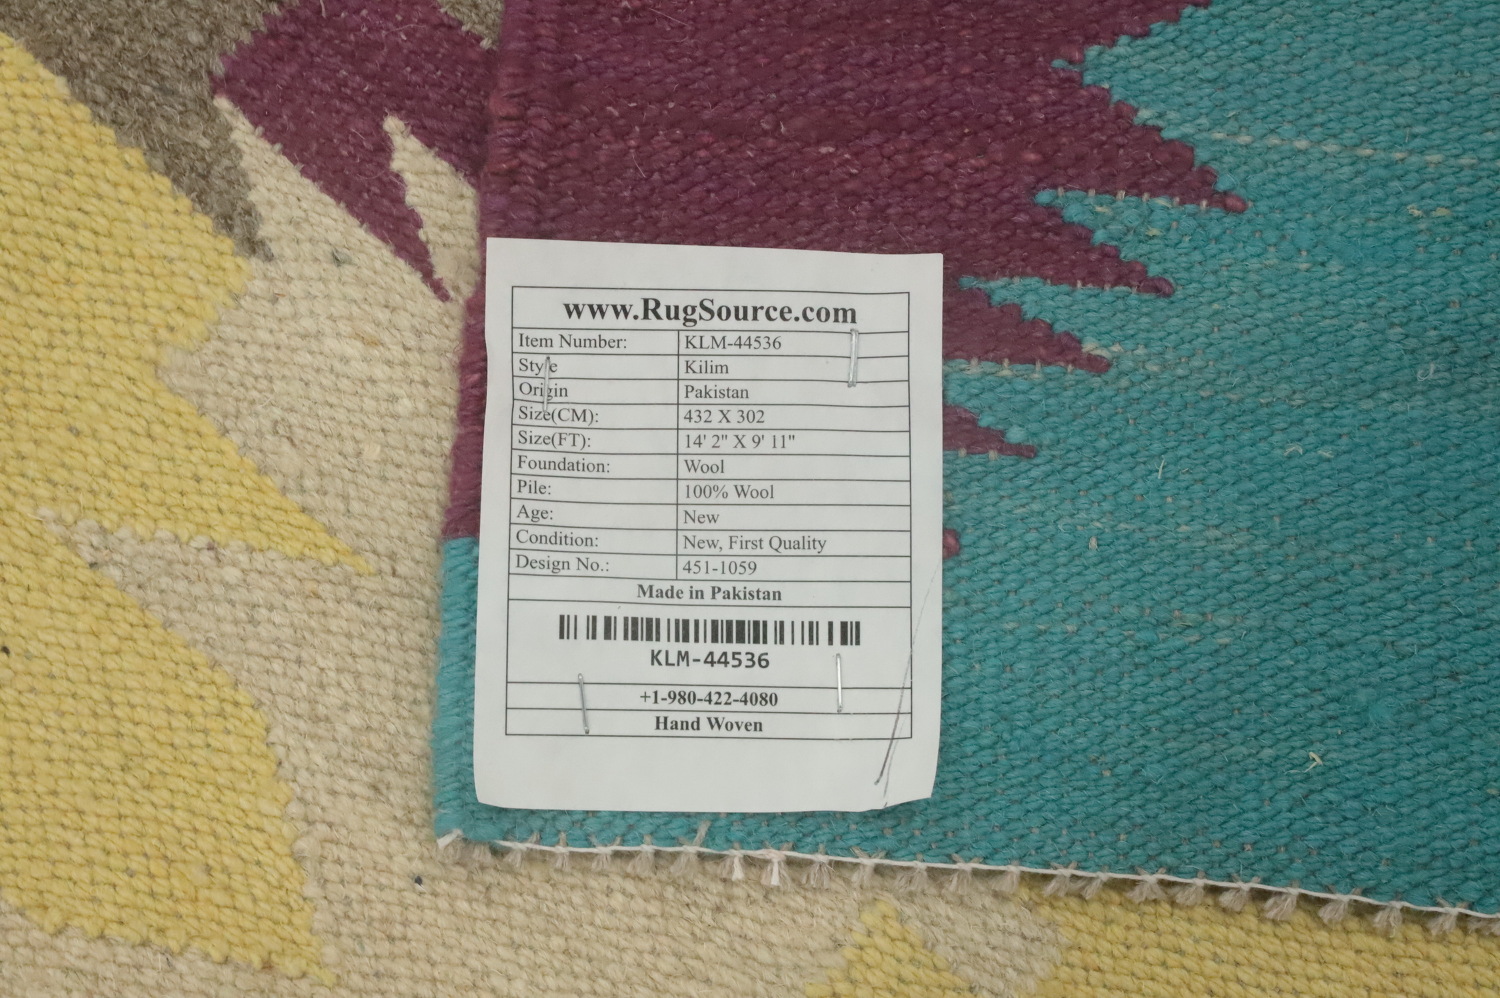 www.RugSource.com
Item Number: KLM-44536
Style Kilim
Origin Pakistan
Size(CM): 432 X 302
Size(FT): 14' 2" X 9' 11"
Foundation: Wool
Pile: 100% Wool
Age: New
Condition: New, First Quality
Design No.: 451-1059
Made in Pakistan
KLM-44536
+1-980-422-4080
Hand Woven